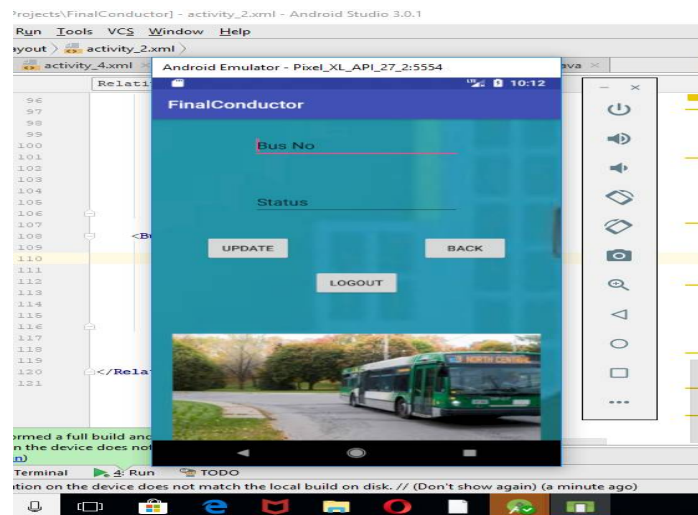 Projects\FinalConductor] - activity_2.xml - Android Studio 3.0.1
Run Tools VCS Window Help
ayout activity_2.xml
activity_4.xml
Android Emulator - Pixel_XL_API_27_2:5554
ava
Relati
10:12
FinalConductor
96
97
98
99
100
101
102
103
104
105
106
107
108
109
110
111
112
113
114
115
116
117
118
119
120
121
<Bu
</Rela
Bus No
Status
UPDATE
BACK
LOGOUT
NORTH CENTRAL
ormed a full build and
n the device does not
n)
Terminal
4: Run
TODO
ation on the device does not match the local build on disk. // (Don't show again) (a minute ago)